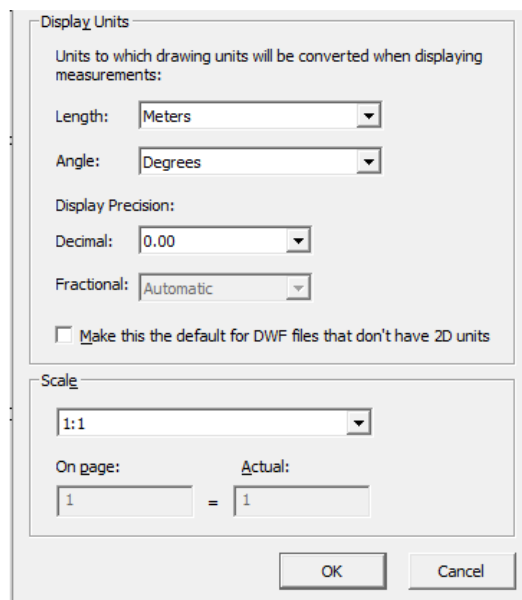 Display Units
Units to which drawing units will be converted when displaying
measurements:
Length: Meters
Angle: Degrees
Display Precision:
Decimal: 0.00
Fractional: Automatic
Make this the default for DWF files that don't have 2D units
Scale
1:1
On page: Actual:
1 = 1
OK Cancel